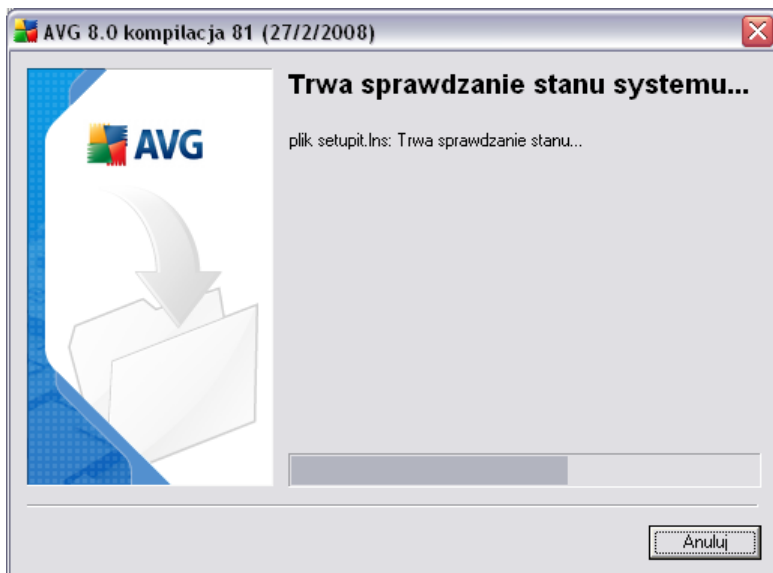 AVG 8.0 kompilacja 81 (27/2/2008)
AVG
Trwa sprawdzanie stanu systemu...
plik setupit.lns: Trwa sprawdzanie stanu...
Anuluj